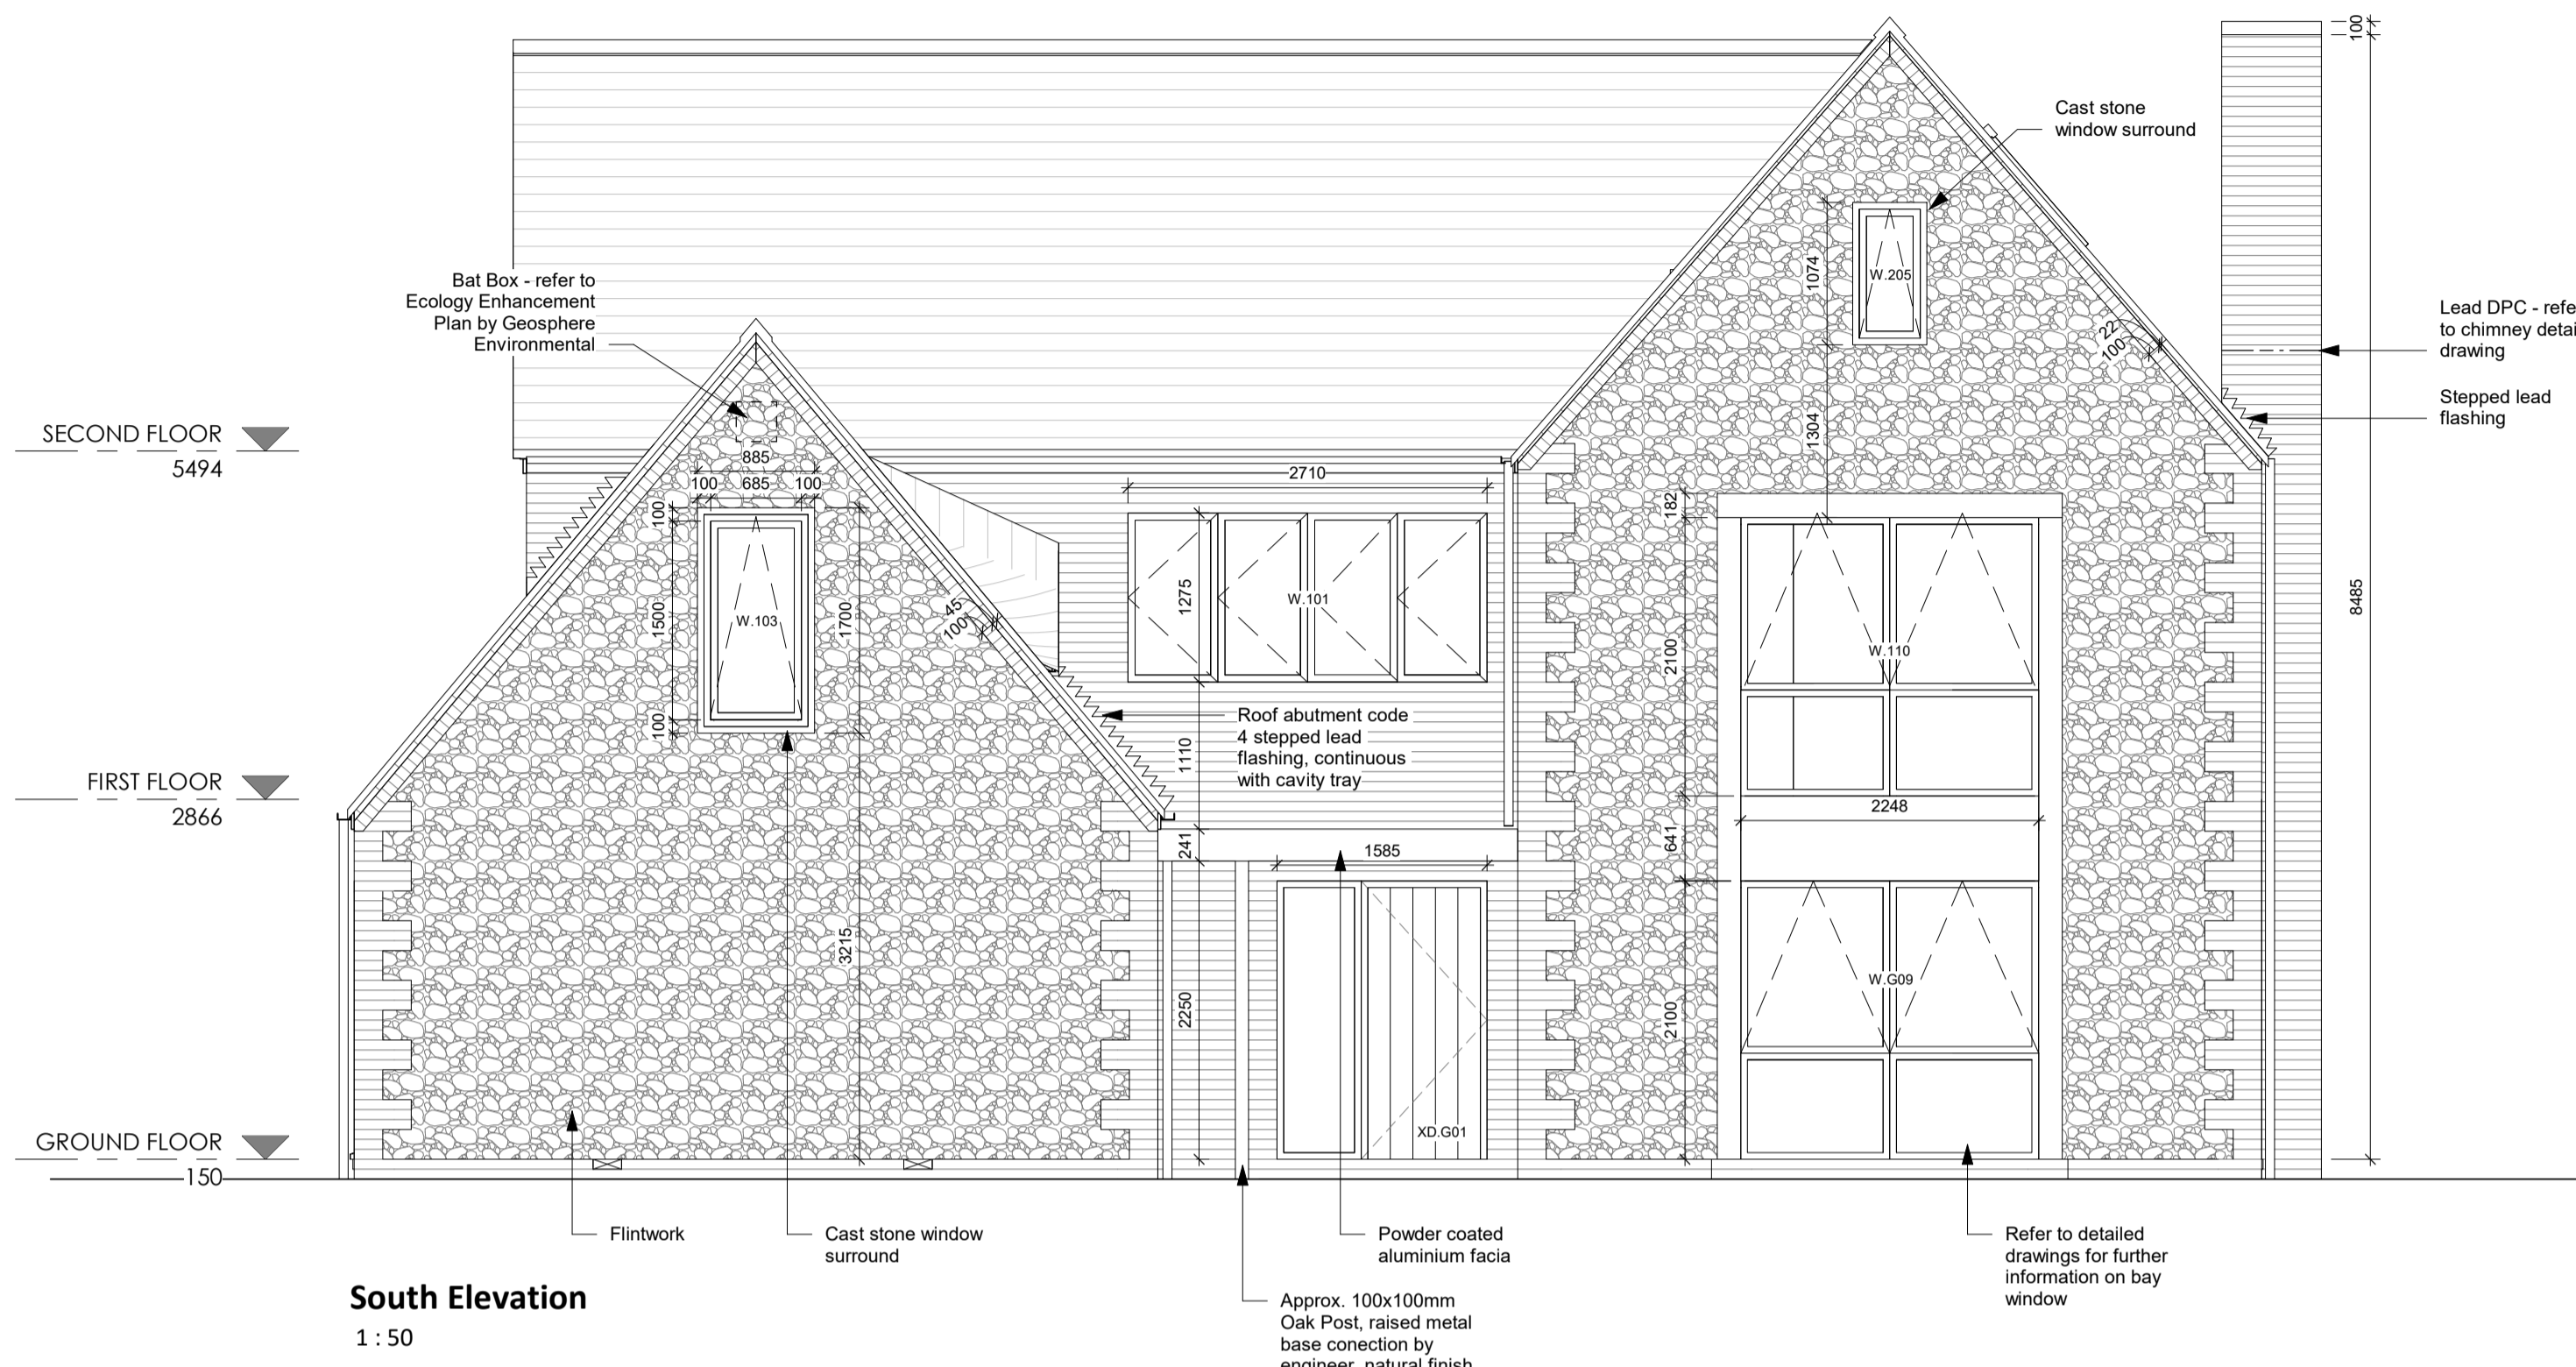 100
Cast stone
window surround
Bat Box - refer to
Ecology Enhancement
Plan by Geosphere
Environmental
W.205
1074
Lead DPC - refe
to chimney detai
drawing
22
100
Stepped lead
flashing
SECOND FLOOR
5494
1304
885
100 685 100
2710
182
100
1500
100
W.103
1700
45
100
1275
W.101
2100
W.110
8485
Roof abutment code
4 stepped lead
flashing, continuous
with cavity tray
1110
FIRST FLOOR
2866
2248
241
1585
641
3215
2250
W.G09
2100
XD.G01
GROUND FLOOR
150
Flintwork
Cast stone window
surround
Powder coated
aluminium facia
Refer to detailed
drawings for further
information on bay
window
Approx. 100x100mm
Oak Post, raised metal
base conection by
engineer, natural finish
South Elevation
1 : 50